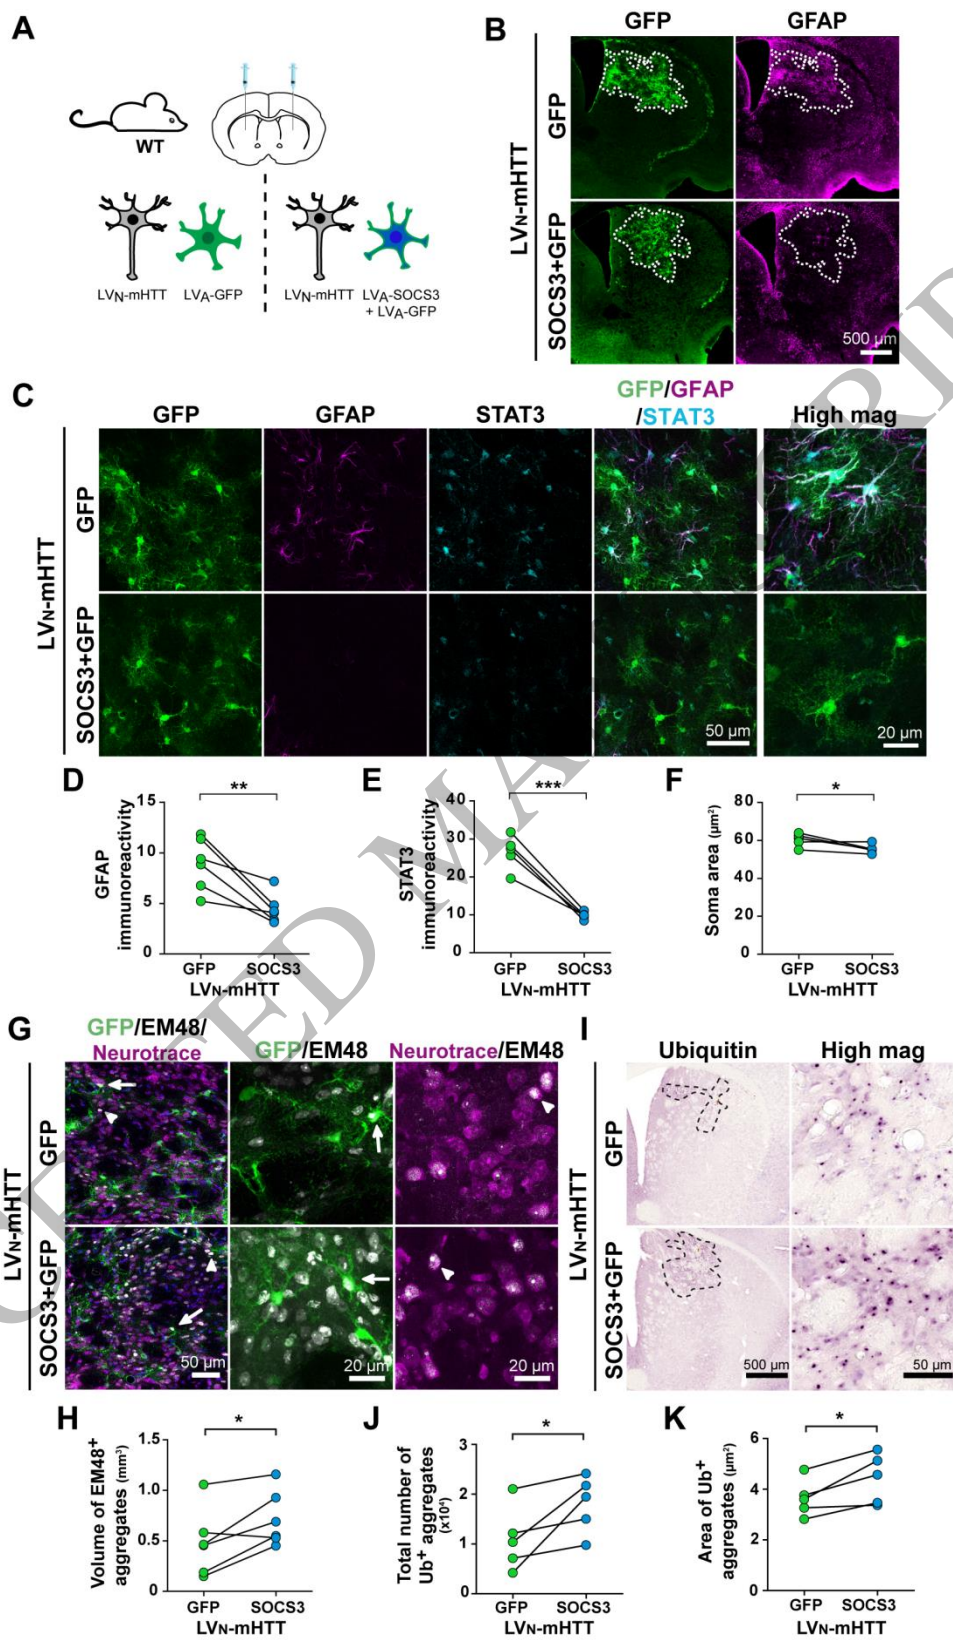 A
WT
LVN-mHTT LVA-GFP
LVN-mHTT LVA-SOCS3
+ LVA-GFP
B
GFP GFAP
LVN-mHTT
GFP
SOCS3+GFP
500 µm
C
GFP GFAP STAT3 GFP/GFAP
/STAT3 High mag
LVN-mHTT
GFP
SOCS3+GFP
50 µm
20 µm
D
**
GFAP
immunoreactivity
15
10
5
0
GFP SOCS3
LVN-mHTT
E
***
STAT3
immunoreactivity
40
30
20
10
0
GFP SOCS3
LVN-mHTT
F
*
Soma area (µm²)
80
60
40
20
0
GFP SOCS3
LVN-mHTT
G
GFP/EM48/
Neurotrace
GFP/EM48
Neurotrace/EM48
LVN-mHTT
GFP
SOCS3+GFP
50 µm
20 µm
20 µm
I
Ubiquitin High mag
LVN-mHTT
GFP
SOCS3+GFP
500 µm
50 µm
H
*
Volume of EM48+
aggregates (mm³)
1.5
1.0
0.5
0
GFP SOCS3
LVN-mHTT
J
*
Total number of
Ub+ aggregates
(x10⁴)
3
2
1
0
GFP SOCS3
LVN-mHTT
K
*
Area of Ub+
aggregates (µm²)
6
4
2
0
GFP SOCS3
LVN-mHTT